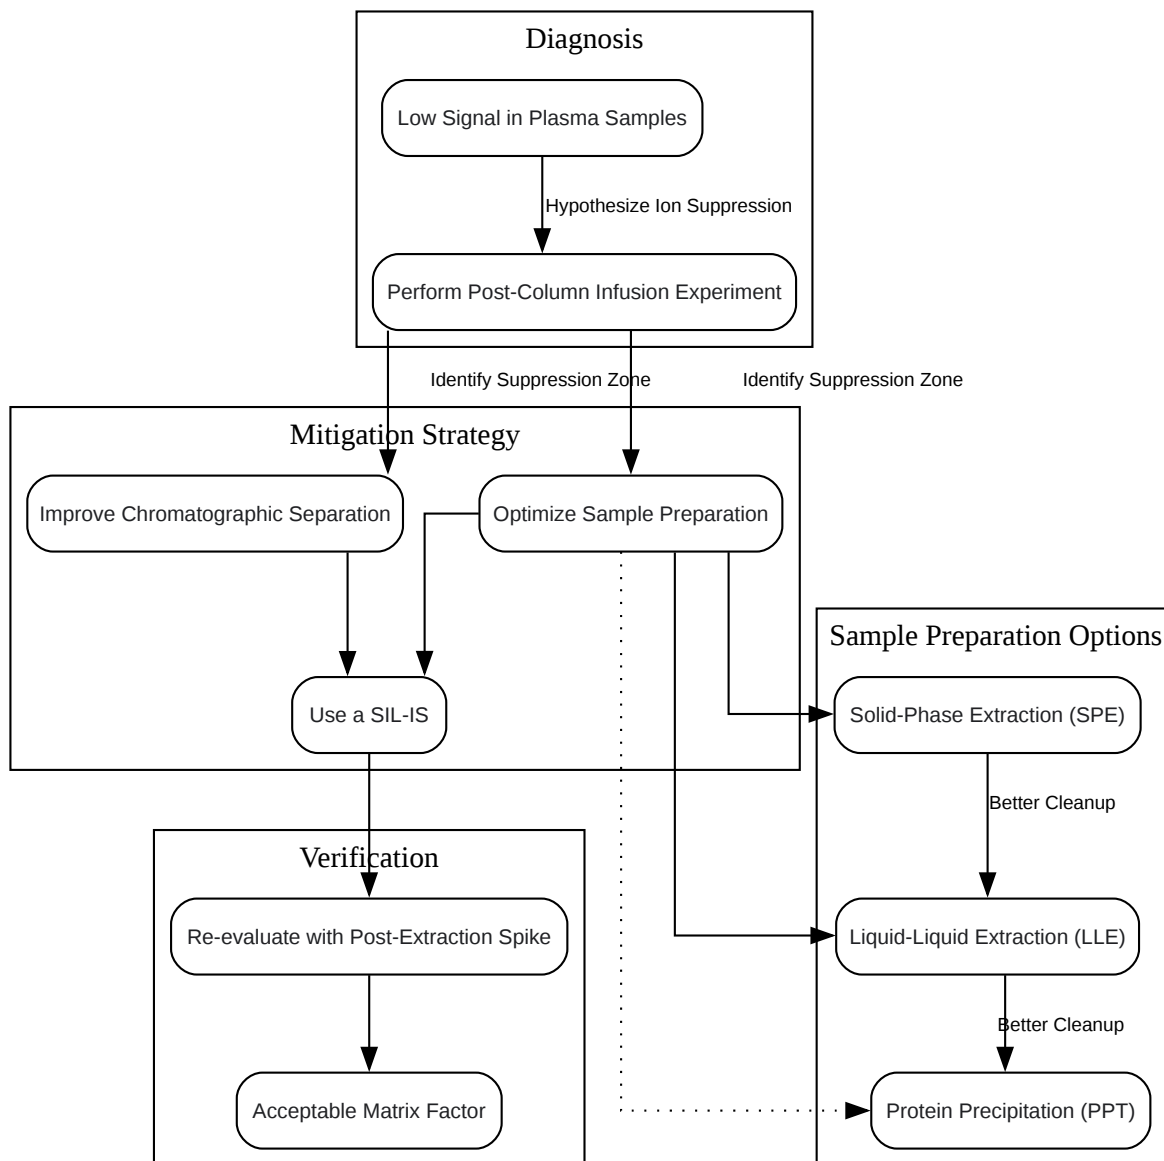 Diagnosis
Low Signal in Plasma Samples
Hypothesize Ion Suppression
Perform Post-Column Infusion Experiment
Identify Suppression Zone
Identify Suppression Zone
Mitigation Strategy
Improve Chromatographic Separation
Optimize Sample Preparation
Use a SIL-IS
Sample Preparation Options
Solid-Phase Extraction (SPE)
Better Cleanup
Liquid-Liquid Extraction (LLE)
Better Cleanup
Protein Precipitation (PPT)
Verification
Re-evaluate with Post-Extraction Spike
Acceptable Matrix Factor